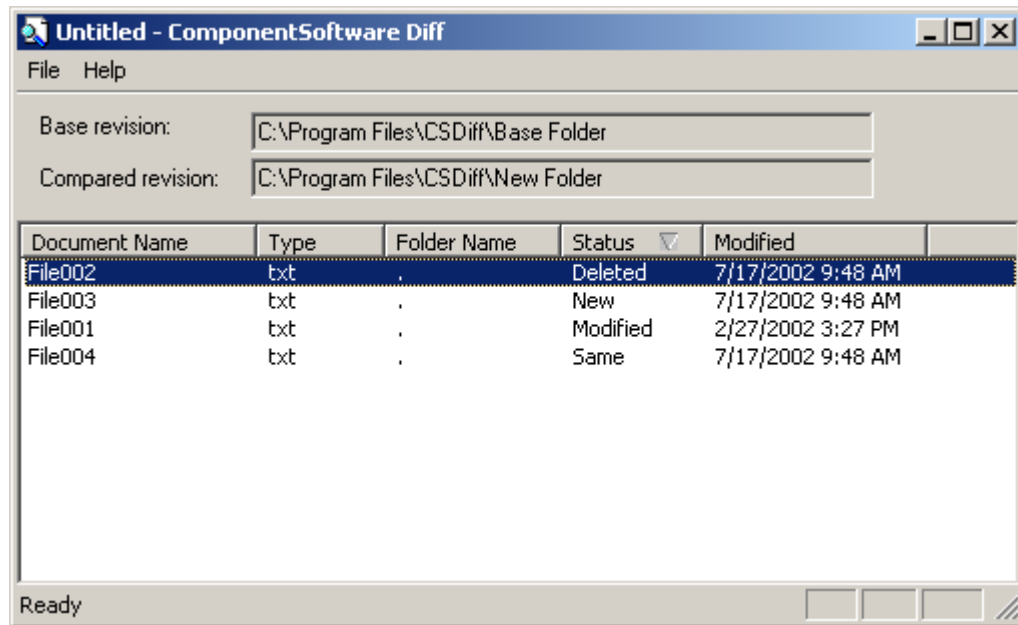 Untitled - ComponentSoftware Diff
File Help
Base revision: C:\Program Files\CSDiff\Base Folder
Compared revision: C:\Program Files\CSDiff\New Folder
Document Name Type Folder Name Status Modified
File002 txt . Deleted 7/17/2002 9:48 AM
File003 txt . New 7/17/2002 9:48 AM
File001 txt . Modified 2/27/2002 3:27 PM
File004 txt . Same 7/17/2002 9:48 AM
Ready